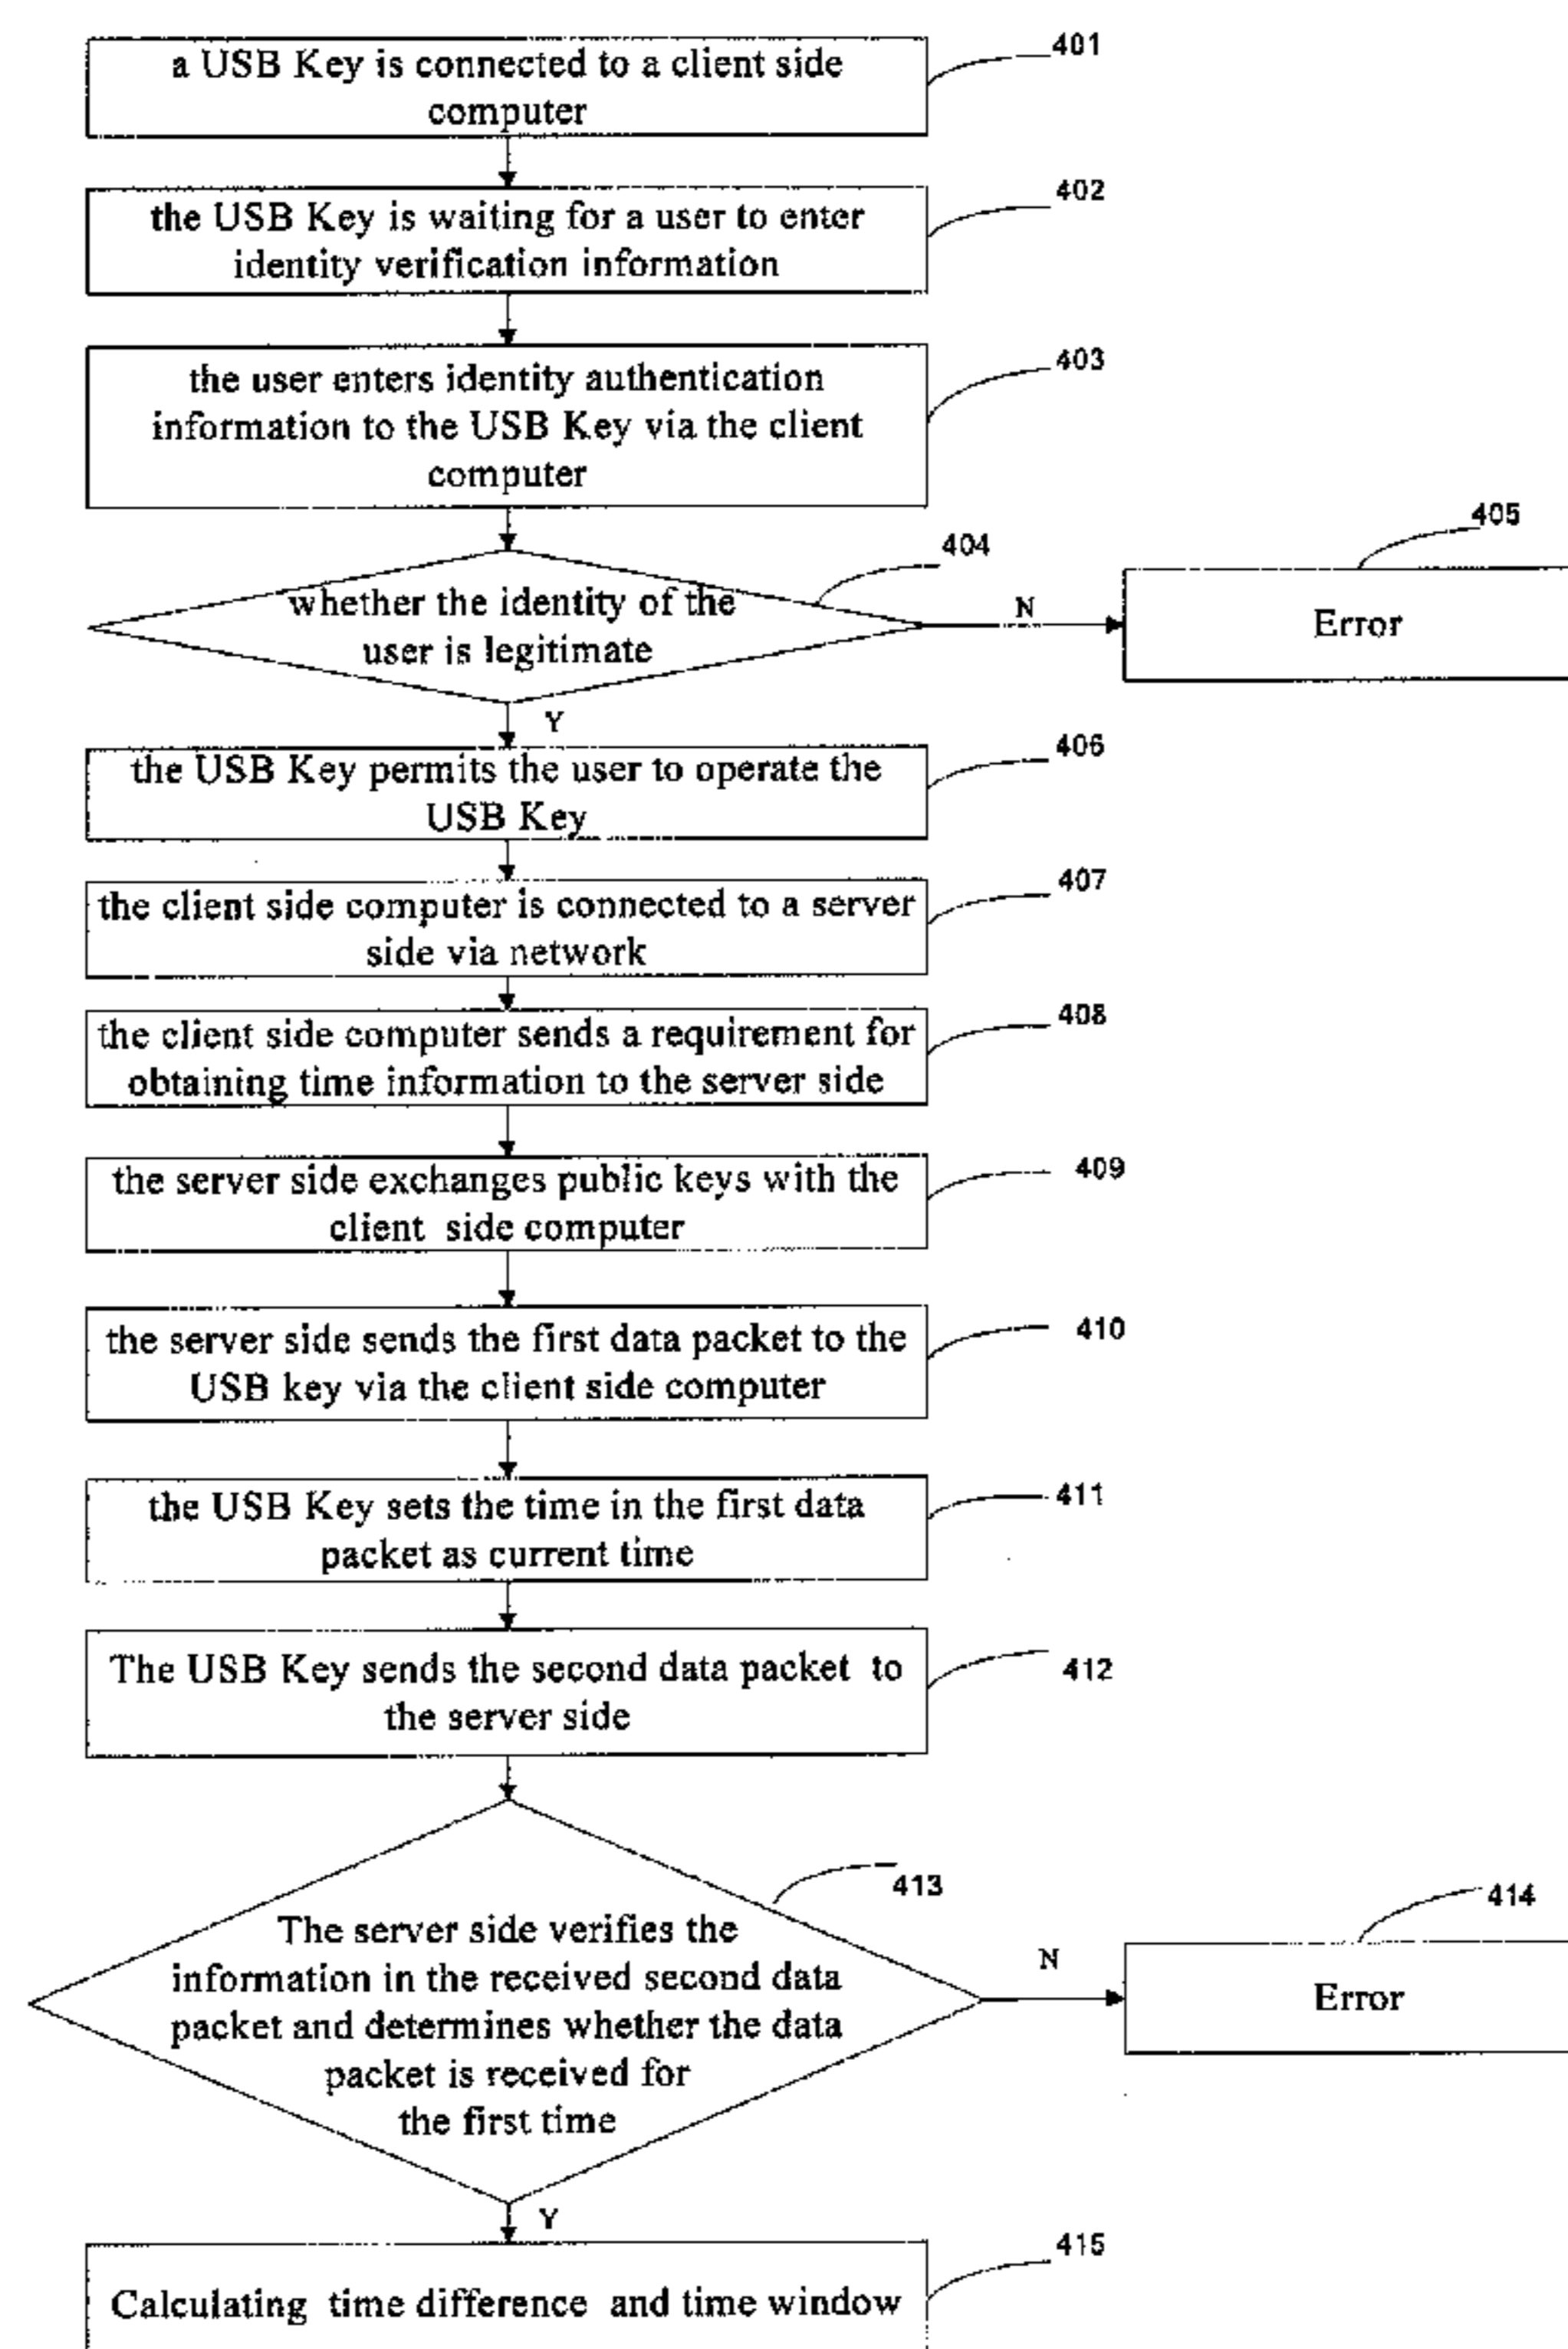 a USB Key is connected to a client side
computer
401
the USB Key is waiting for a user to enter
identity verification information
402
the user enters identity authentication
information to the USB Key via the client
computer
403
whether the identity of the
user is legitimate
404
N
Error
405
Y
the USB Key permits the user to operate the
USB Key
406
the client side computer is connected to a server
side via network
407
the client side computer sends a requirement for
obtaining time information to the server side
408
the server side exchanges public keys with the
client side computer
409
the server side sends the first data packet to the
USB key via the client side computer
410
the USB Key sets the time in the first data
packet as current time
411
The USB Key sends the second data packet to
the server side
412
The server side verifies the
information in the received second data
packet and determines whether the data
packet is received for
the first time
413
N
Error
414
Y
Calculating time difference and time window
415